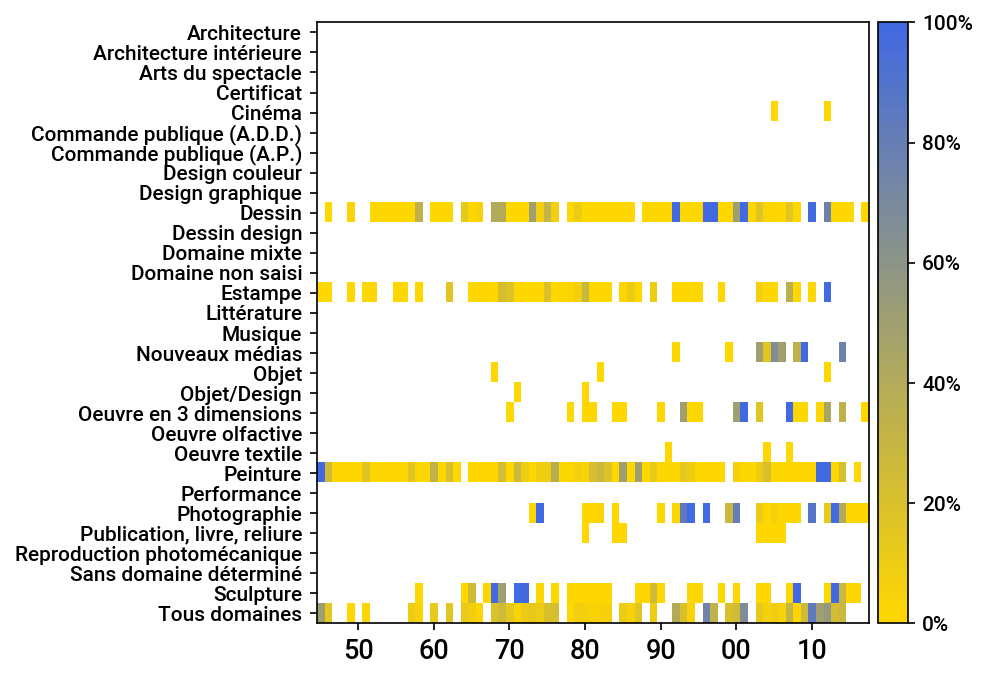 Architecture
Architecture intérieure
Arts du spectacle
Certificat
Cinéma
Commande publique (A.D.D.)
Commande publique (A.P.)
Design couleur
Design graphique
Dessin
Dessin design
Domaine mixte
Domaine non saisi
Estampe
Littérature
Musique
Nouveaux médias
Objet
Objet/Design
Oeuvre en 3 dimensions
Oeuvre olfactive
Oeuvre textile
Peinture
Performance
Photographie
Publication, livre, reliure
Reproduction photomécanique
Sans domaine déterminé
Sculpture
Tous domaines
50 60 70 80 90 00 10
100%
80%
60%
40%
20%
0%